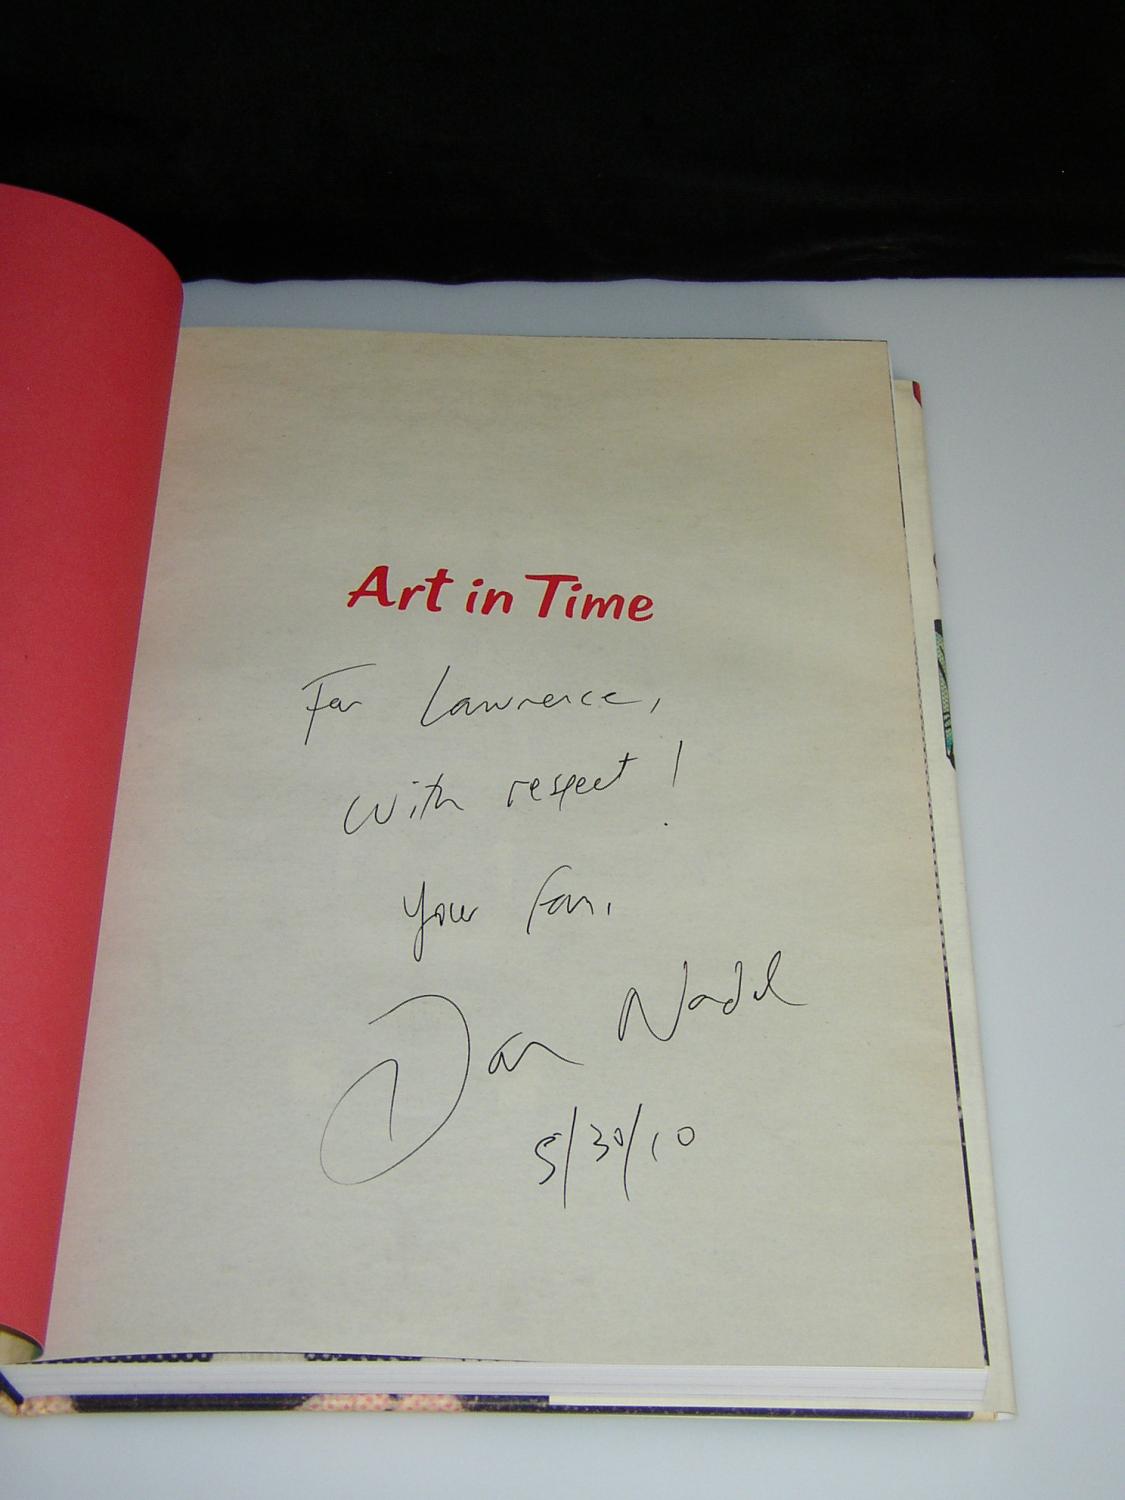 Art in Time
For Lawrence,
with respect!
your fan,
Dan Nadel
5/30/10